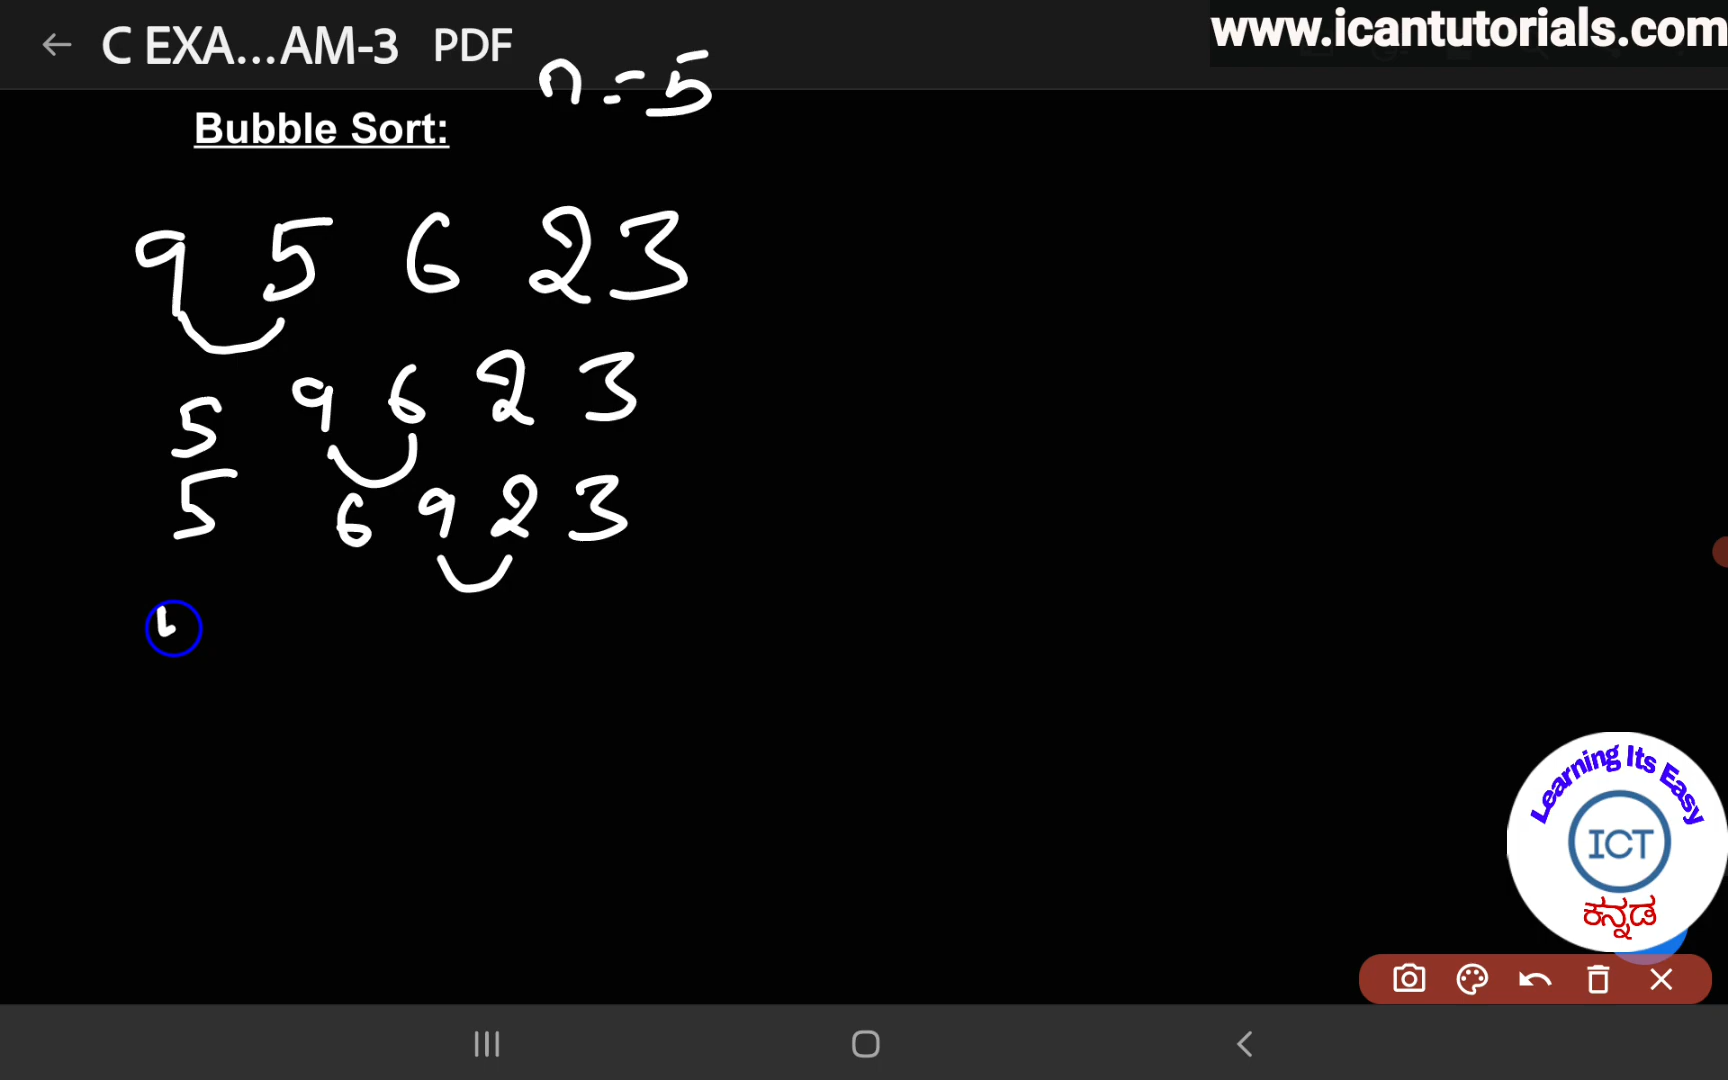 C EXA...AM-3 PDF
www.icantutorials.com
n = 5
Bubble Sort:
9 5 6 2 3
5 9 6 2 3
5 6 9 2 3
Learning Its Easy
ICT
ಕನ್ನಡ